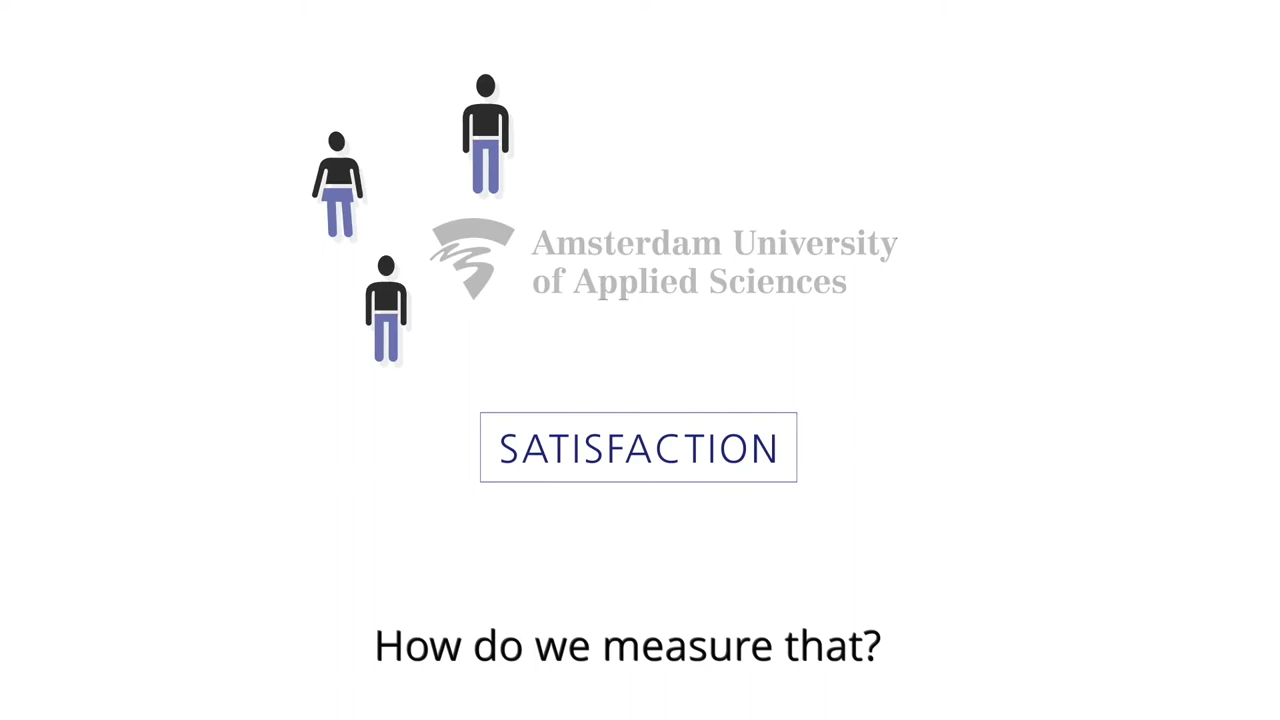 Amsterdam University
of Applied Sciences
SATISFACTION
How do we measure that?